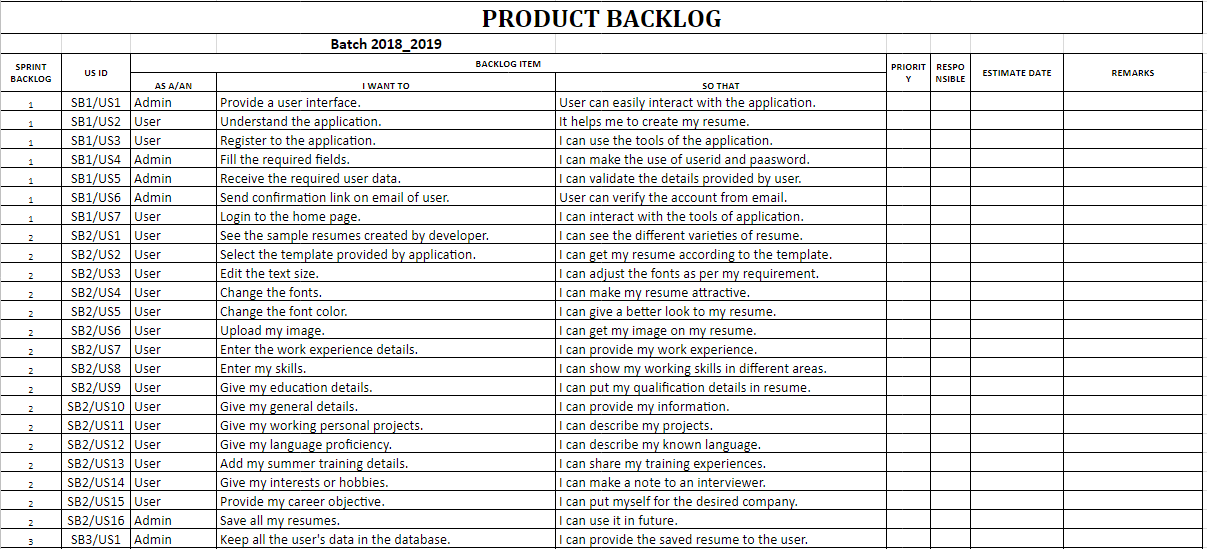 PRODUCT BACKLOG
Batch 2018_2019
SPRINT BACKLOG US ID BACKLOG ITEM PRIORIT Y RESPO NSIBLE ESTIMATE DATE REMARKS
AS A/AN I WANT TO SO THAT
1 SB1/US1 Admin Provide a user interface. User can easily interact with the application.
1 SB1/US2 User Understand the application. It helps me to create my resume.
1 SB1/US3 User Register to the application. I can use the tools of the application.
1 SB1/US4 Admin Fill the required fields. I can make the use of userid and paasword.
1 SB1/US5 Admin Receive the required user data. I can validate the details provided by user.
1 SB1/US6 Admin Send confirmation link on email of user. User can verify the account from email.
1 SB1/US7 User Login to the home page. I can interact with the tools of application.
2 SB2/US1 User See the sample resumes created by developer. I can see the different varieties of resume.
2 SB2/US2 User Select the template provided by application. I can get my resume according to the template.
2 SB2/US3 User Edit the text size. I can adjust the fonts as per my requirement.
2 SB2/US4 User Change the fonts. I can make my resume attractive.
2 SB2/US5 User Change the font color. I can give a better look to my resume.
2 SB2/US6 User Upload my image. I can get my image on my resume.
2 SB2/US7 User Enter the work experience details. I can provide my work experience.
2 SB2/US8 User Enter my skills. I can show my working skills in different areas.
2 SB2/US9 User Give my education details. I can put my qualification details in resume.
2 SB2/US10 User Give my general details. I can provide my information.
2 SB2/US11 User Give my working personal projects. I can describe my projects.
2 SB2/US12 User Give my language proficiency. I can describe my known language.
2 SB2/US13 User Add my summer training details. I can share my training experiences.
2 SB2/US14 User Give my interests or hobbies. I can make a note to an interviewer.
2 SB2/US15 User Provide my career objective. I can put myself for the desired company.
2 SB2/US16 Admin Save all my resumes. I can use it in future.
3 SB3/US1 Admin Keep all the user's data in the database. I can provide the saved resume to the user.